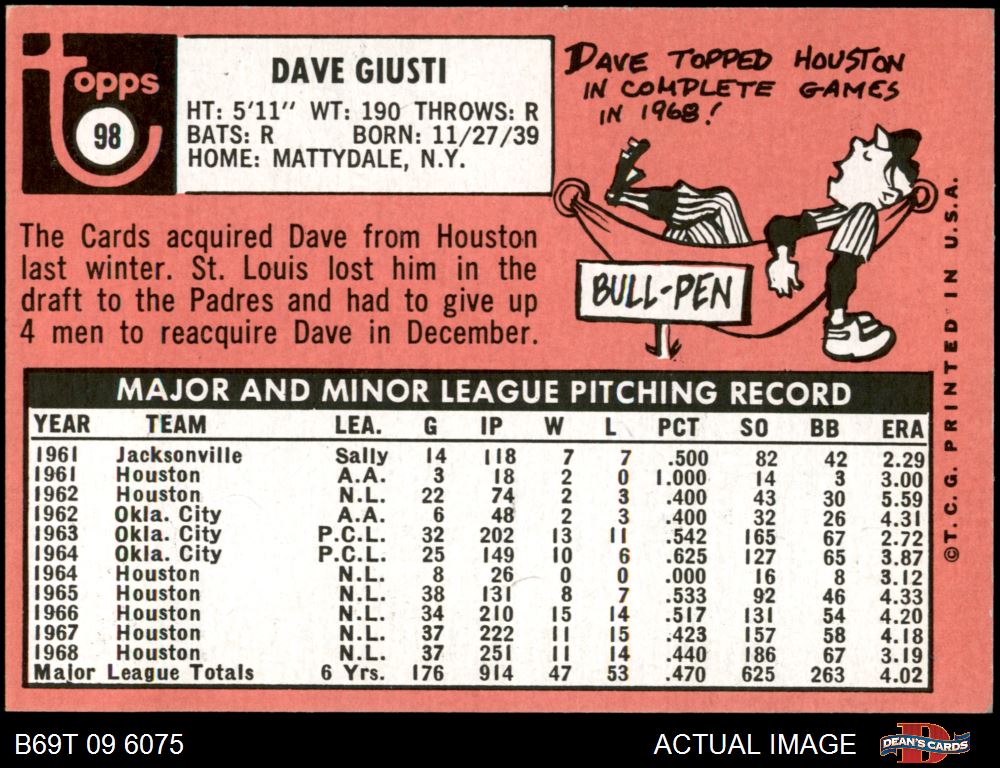 topps
98
DAVE GIUSTI
HT: 5'11" WT: 190 THROWS: R
BATS: R BORN: 11/27/39
HOME: MATTYDALE, N.Y.
DAVE TOPPED HOUSTON
IN COMPLETE GAMES
IN 1968!
BULL-PEN
The Cards acquired Dave from Houston
last winter. St. Louis lost him in the
draft to the Padres and had to give up
4 men to reacquire Dave in December.
MAJOR AND MINOR LEAGUE PITCHING RECORD
YEAR TEAM LEA. G IP W L PCT SO BB ERA
1961 Jacksonville Sally 14 118 7 7 .500 82 42 2.29
1961 Houston A.A. 3 18 2 0 1.000 14 3 3.00
1962 Houston N.L. 22 74 2 3 .400 43 30 5.59
1962 Okla. City A.A. 6 48 2 3 .400 32 26 4.31
1963 Okla. City P.C.L. 32 202 13 11 .542 165 67 2.72
1964 Okla. City P.C.L. 25 149 10 6 .625 127 65 3.87
1964 Houston N.L. 8 26 0 0 .000 16 8 3.12
1965 Houston N.L. 38 131 8 7 .533 92 46 4.33
1966 Houston N.L. 34 210 15 14 .517 131 54 4.20
1967 Houston N.L. 37 222 11 15 .423 157 58 4.18
1968 Houston N.L. 37 251 11 14 .440 186 67 3.19
Major League Totals 6 Yrs. 176 914 47 53 .470 625 263 4.02
©T.C.G. PRINTED IN U.S.A.
B69T 09 6075
ACTUAL IMAGE
D
DEAN'S CARDS